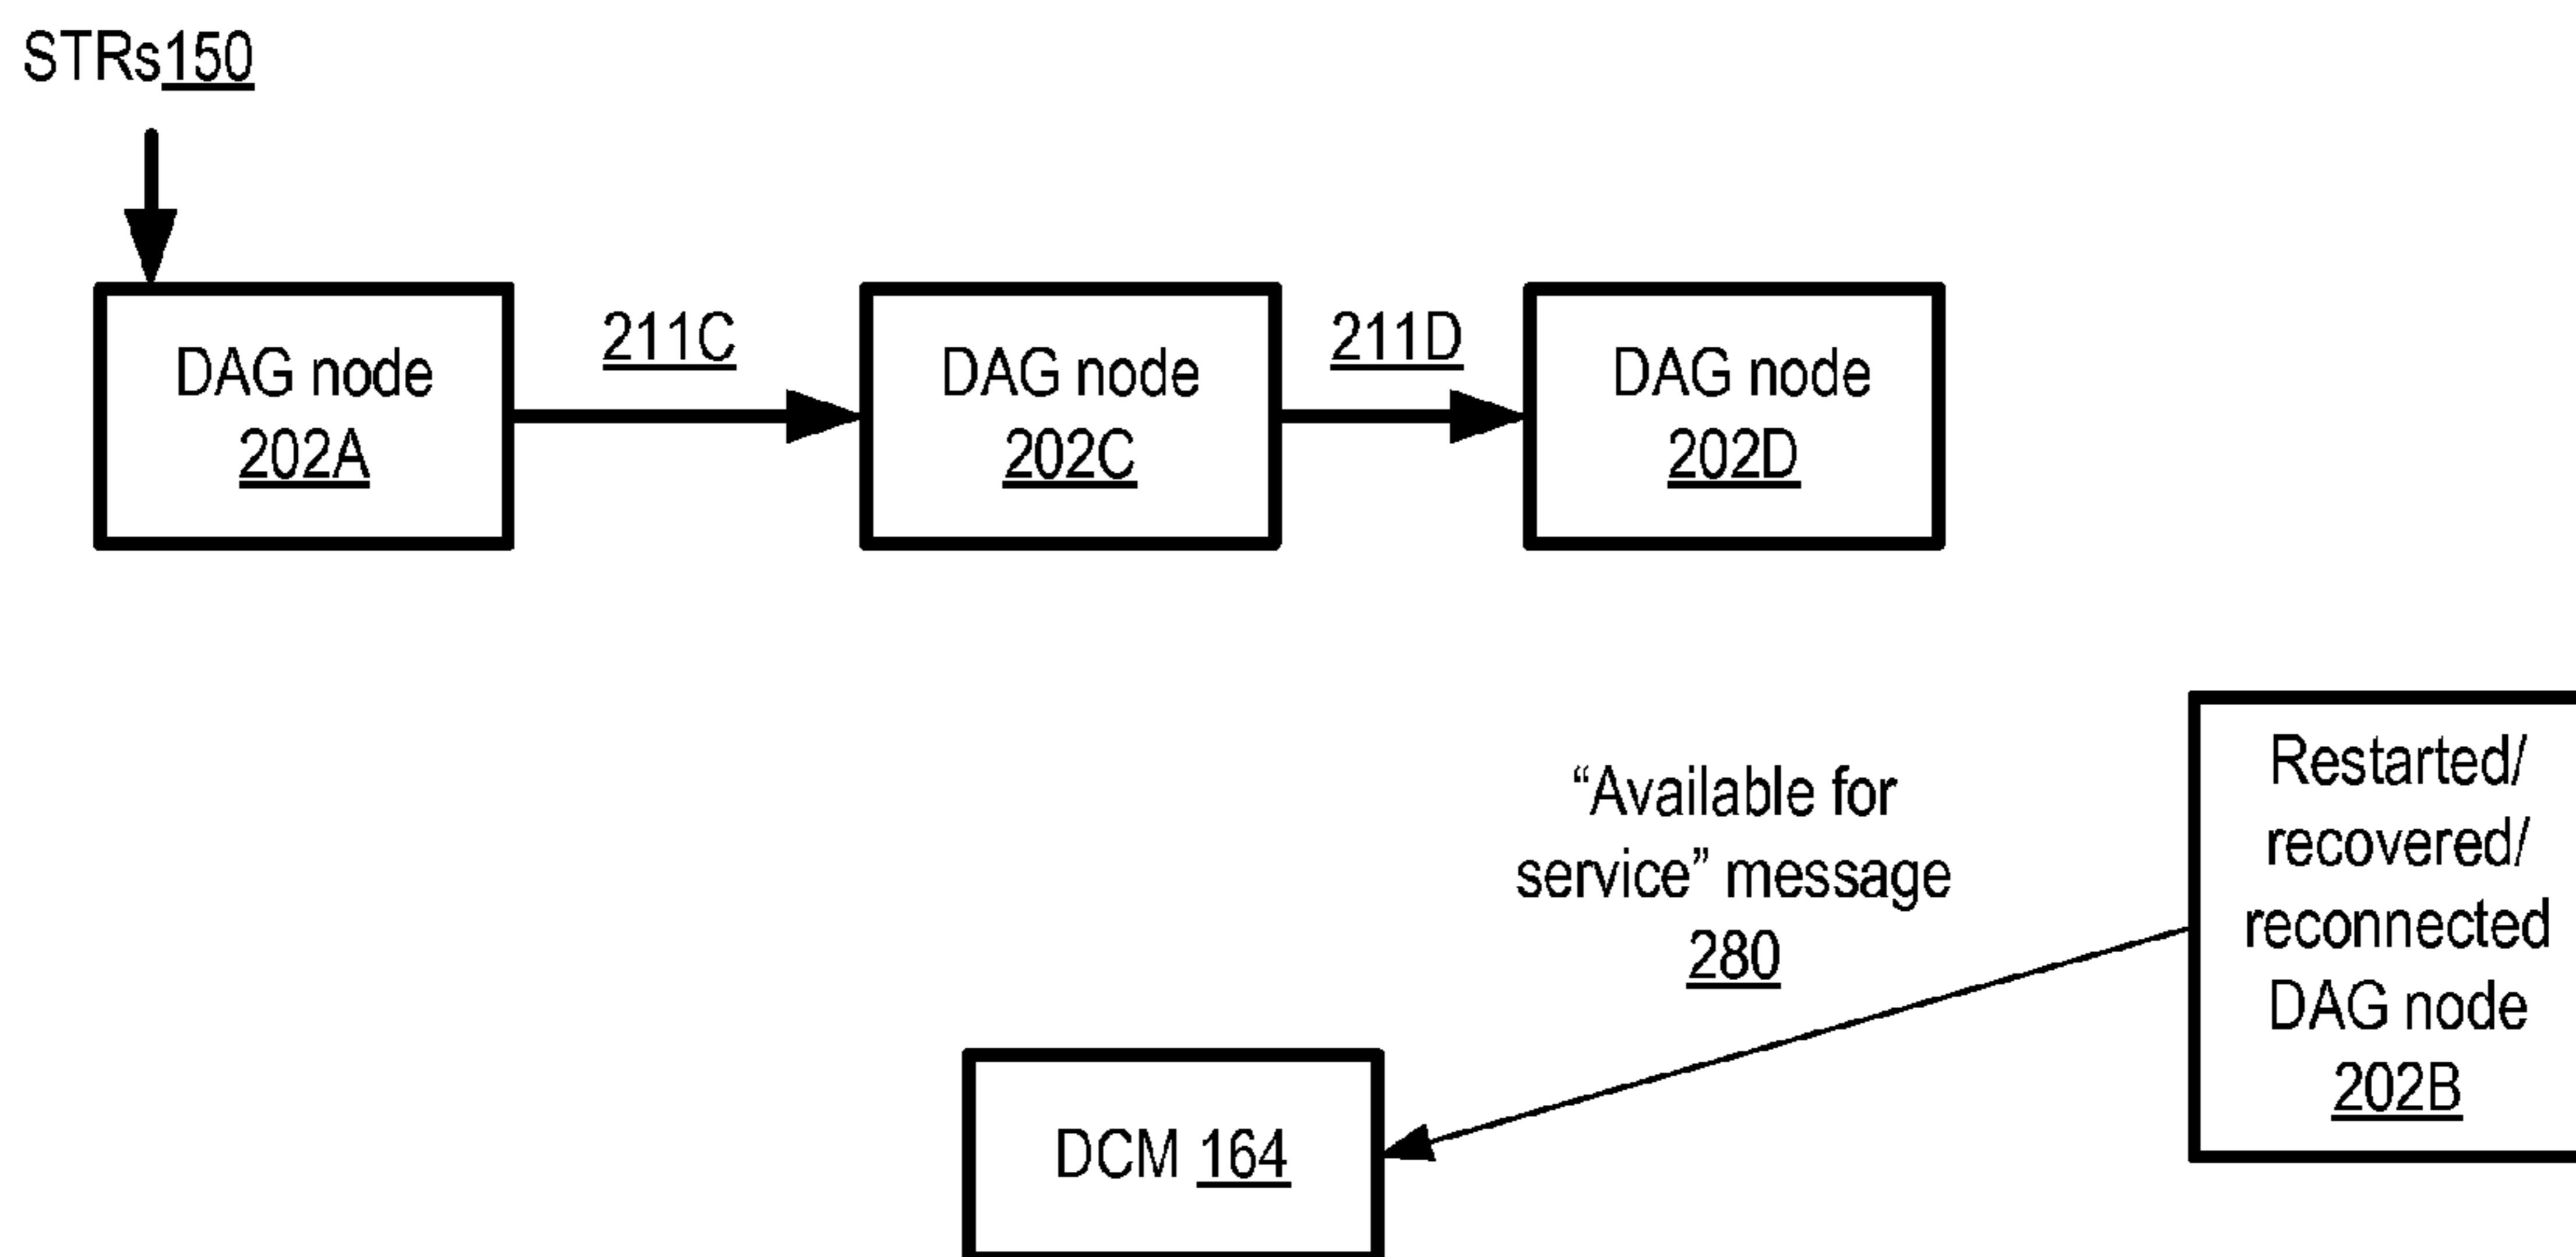 STRs150
211C
211D
DAG node
202A
DAG node
202C
DAG node
202D
“Available for
service” message
280
Restarted/
recovered/
reconnected
DAG node
202B
DCM 164